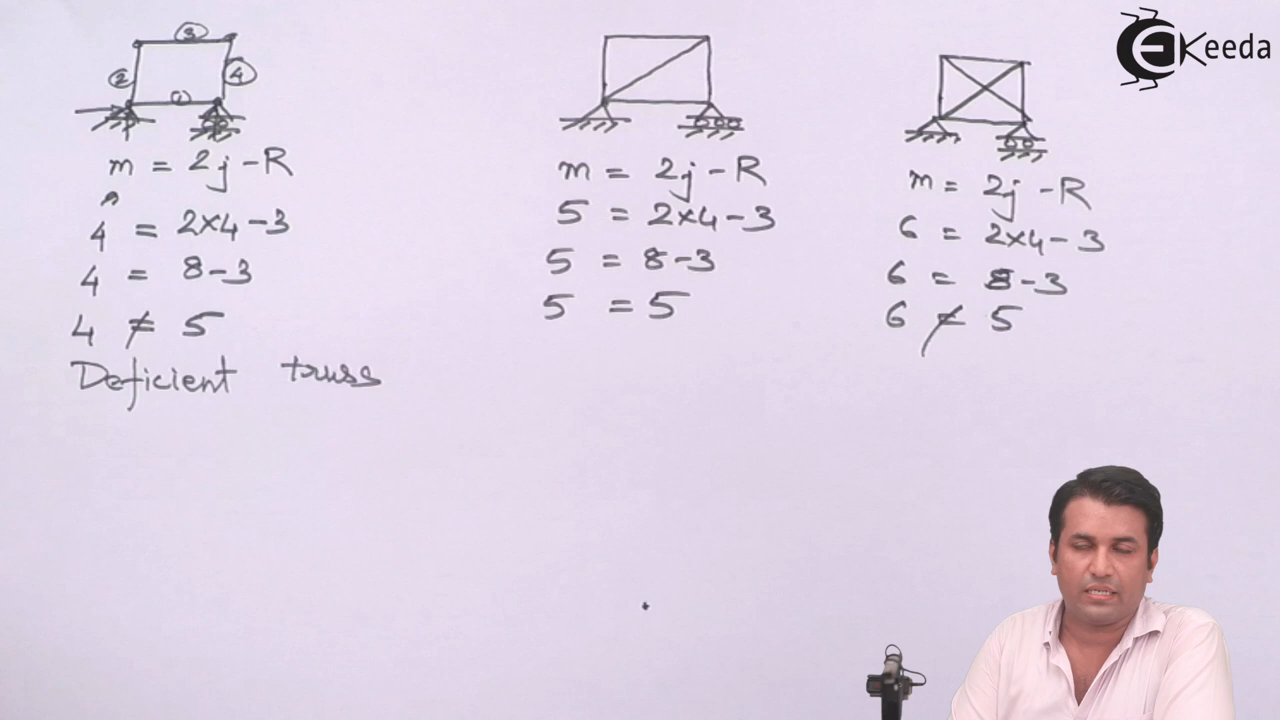 Keeda
③
②
④
①
m = 2j - R
4 = 2×4-3
4 = 8-3
4 ≠ 5
Deficient truss
m = 2j - R
5 = 2×4-3
5 = 8-3
5 = 5
m = 2j - R
6 = 2×4-3
6 = 8-3
6 ≠ 5